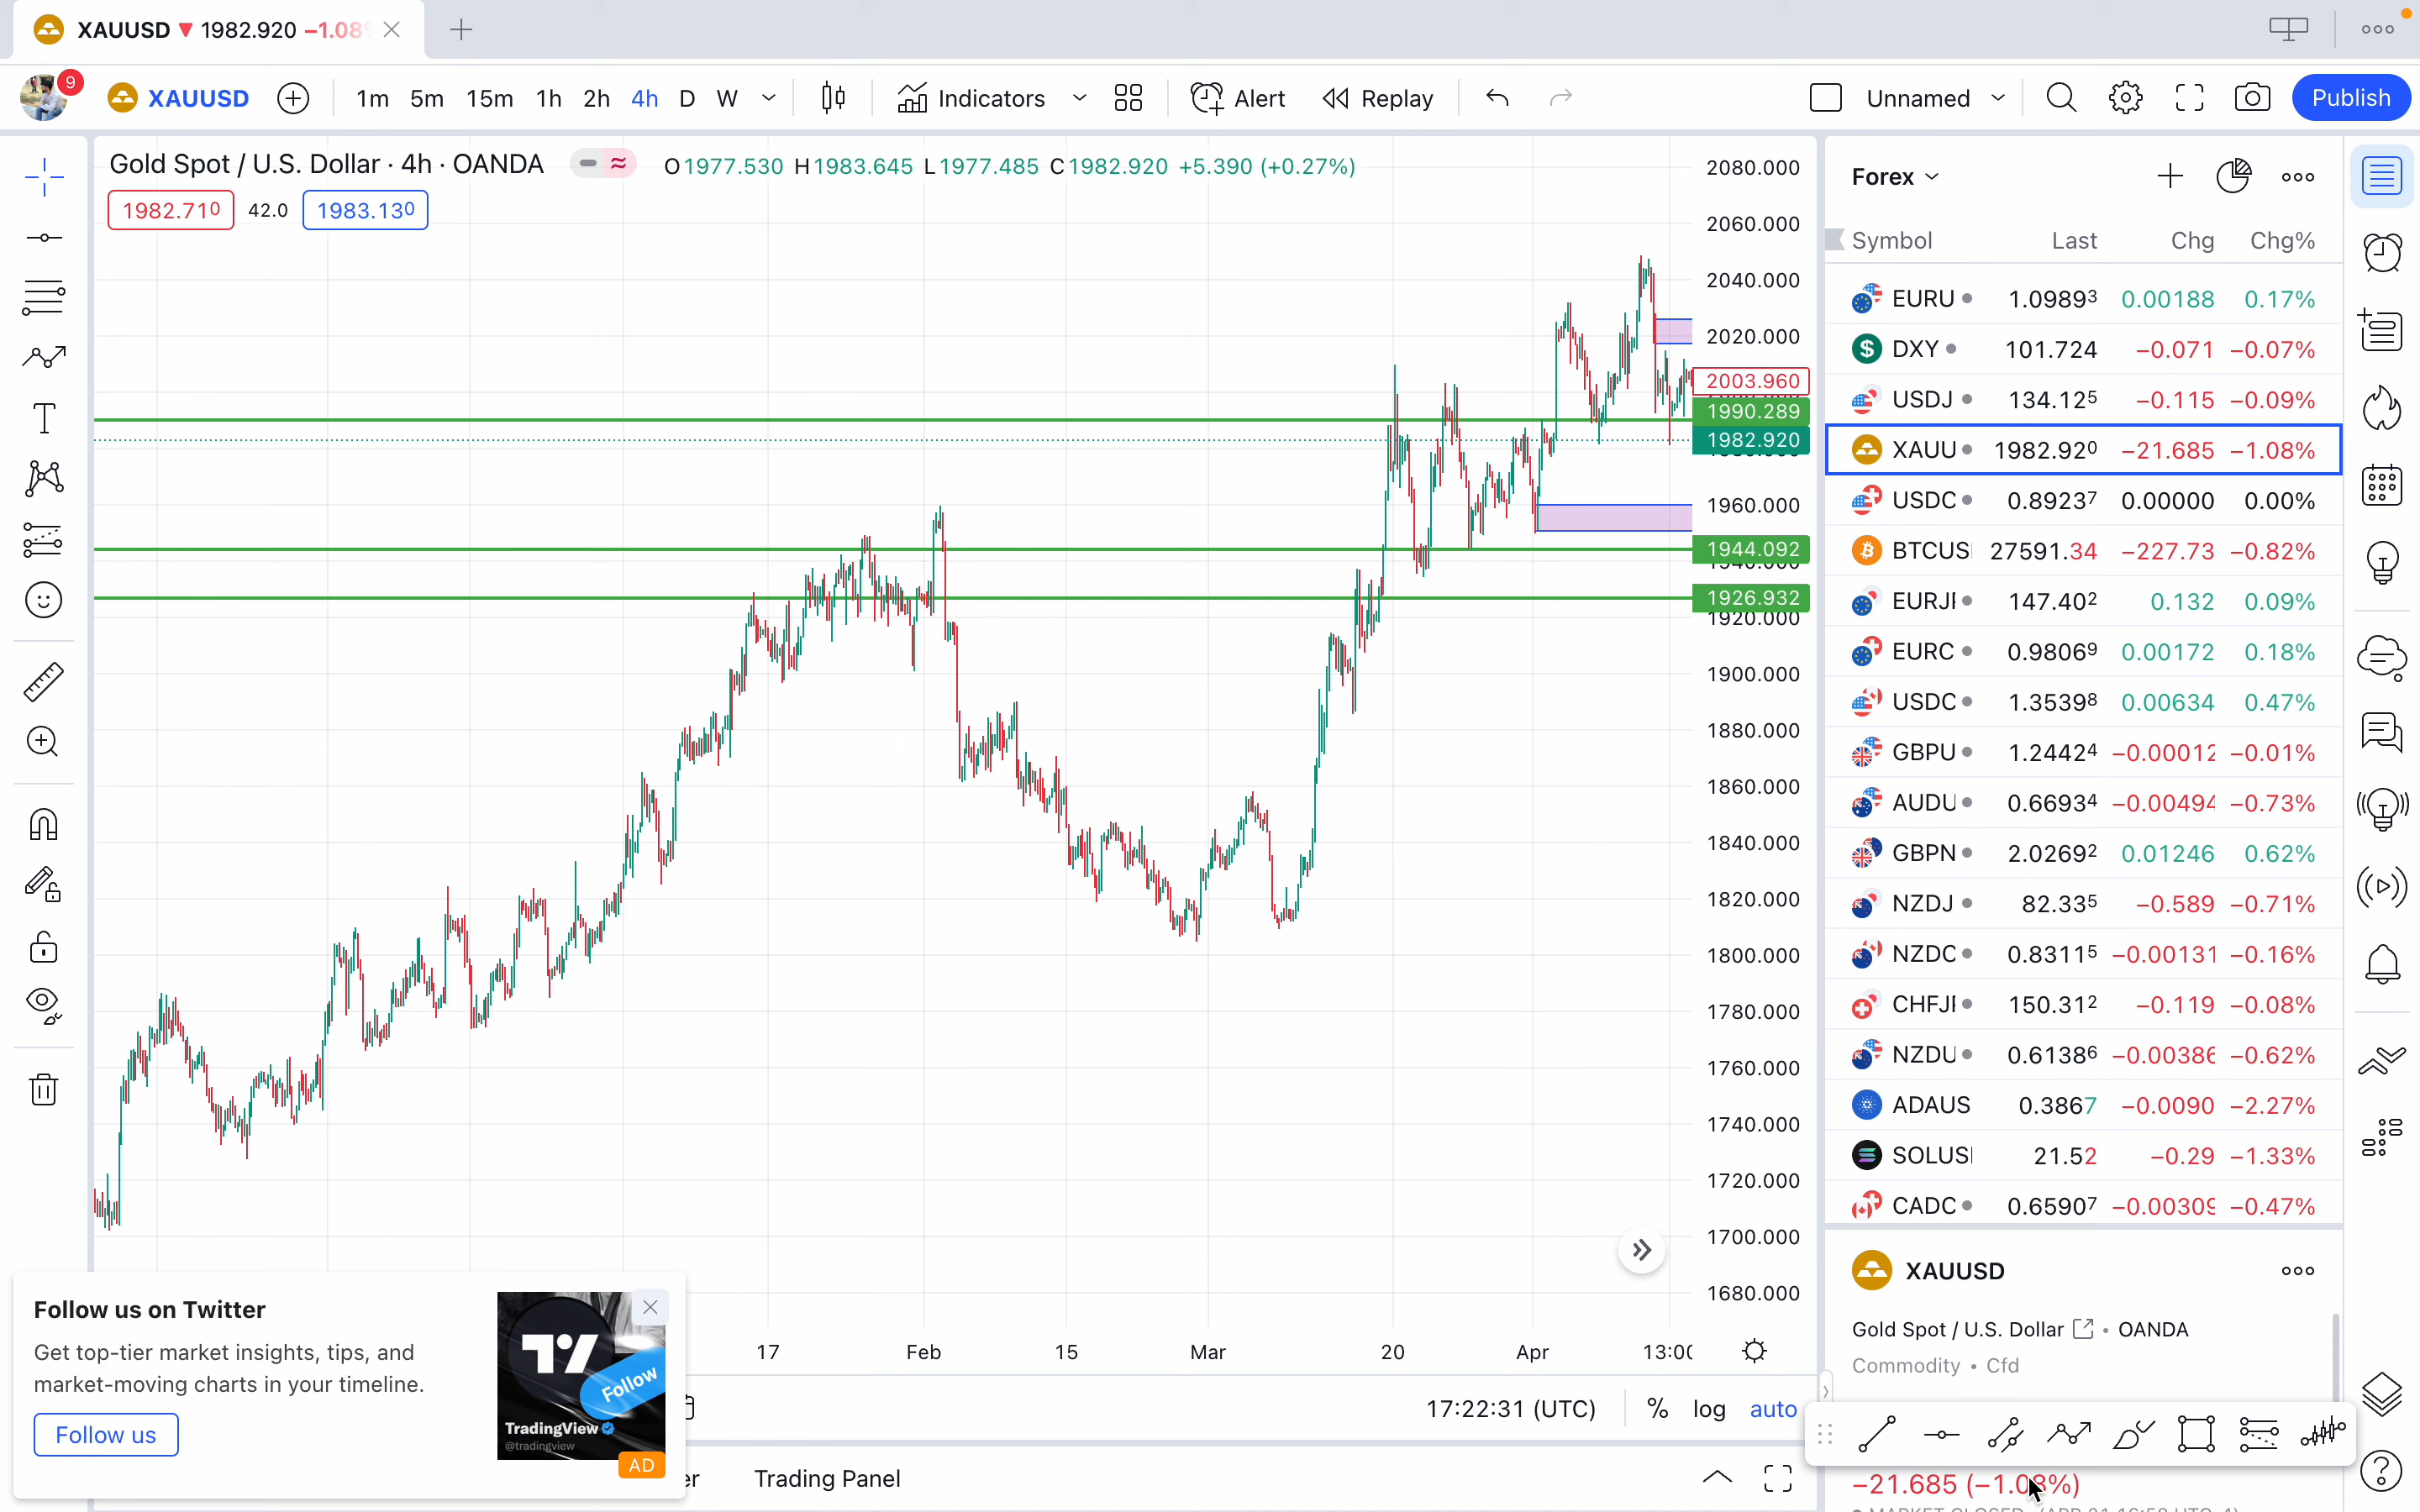 XAUUSD ▼ 1982.920 −1.08%
9 XAUUSD 1m 5m 15m 1h 2h 4h D W Indicators Alert Replay Unnamed Publish
Gold Spot / U.S. Dollar · 4h · OANDA O1977.530 H1983.645 L1977.485 C1982.920 +5.390 (+0.27%)
1982.710 42.0 1983.130
2080.000
2060.000
2040.000
2020.000
2003.960
1990.289
1982.920
1960.000
1944.092
1926.932
1920.000
1900.000
1880.000
1860.000
1840.000
1820.000
1800.000
1780.000
1760.000
1740.000
1720.000
1700.000
1680.000
17 Feb 15 Mar 20 Apr 13:00
17:22:31 (UTC) % log auto
Trading Panel
Follow us on Twitter
Get top-tier market insights, tips, and
market-moving charts in your timeline.
Follow us
Follow
TradingView
@tradingview
AD
Forex
Symbol Last Chg Chg%
EURU 1.09893 0.00188 0.17%
DXY 101.724 −0.071 −0.07%
USDJ 134.125 −0.115 −0.09%
XAUU 1982.920 −21.685 −1.08%
USDC 0.89237 0.00000 0.00%
BTCUS 27591.34 −227.73 −0.82%
EURJ 147.402 0.132 0.09%
EURC 0.98069 0.00172 0.18%
USDC 1.35398 0.00634 0.47%
GBPU 1.24424 −0.00012 −0.01%
AUDU 0.66934 −0.00494 −0.73%
GBPN 2.02692 0.01246 0.62%
NZDJ 82.335 −0.589 −0.71%
NZDC 0.83115 −0.00131 −0.16%
CHFJ 150.312 −0.119 −0.08%
NZDU 0.61386 −0.00386 −0.62%
ADAUS 0.3867 −0.0090 −2.27%
SOLUS 21.52 −0.29 −1.33%
CADC 0.65907 −0.00309 −0.47%
XAUUSD
Gold Spot / U.S. Dollar • OANDA
Commodity • Cfd
−21.685 (−1.08%)